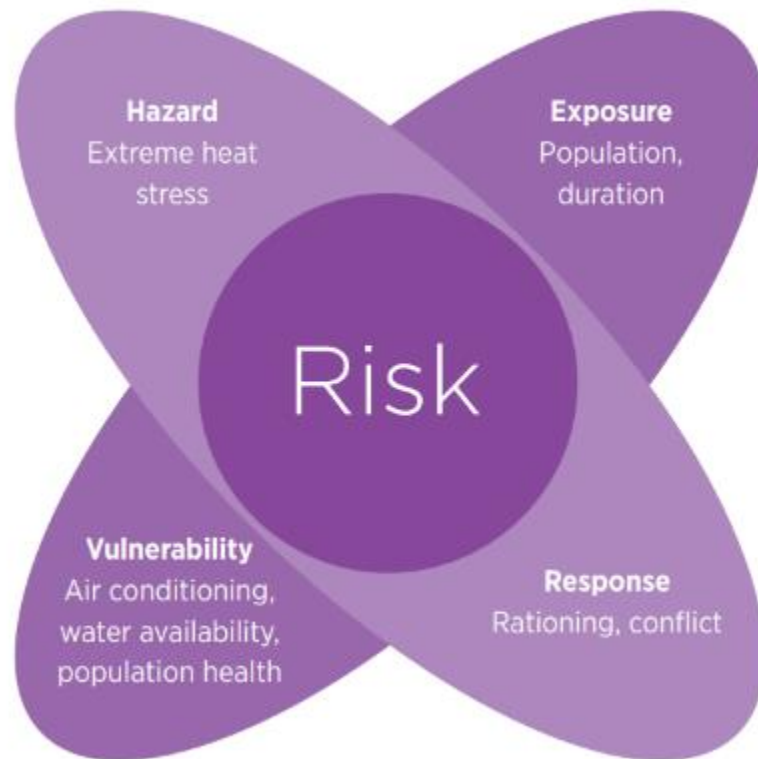 Hazard
Extreme heat
stress
Exposure
Population,
duration
Risk
Vulnerability
Air conditioning,
water availability,
population health
Response
Rationing, conflict